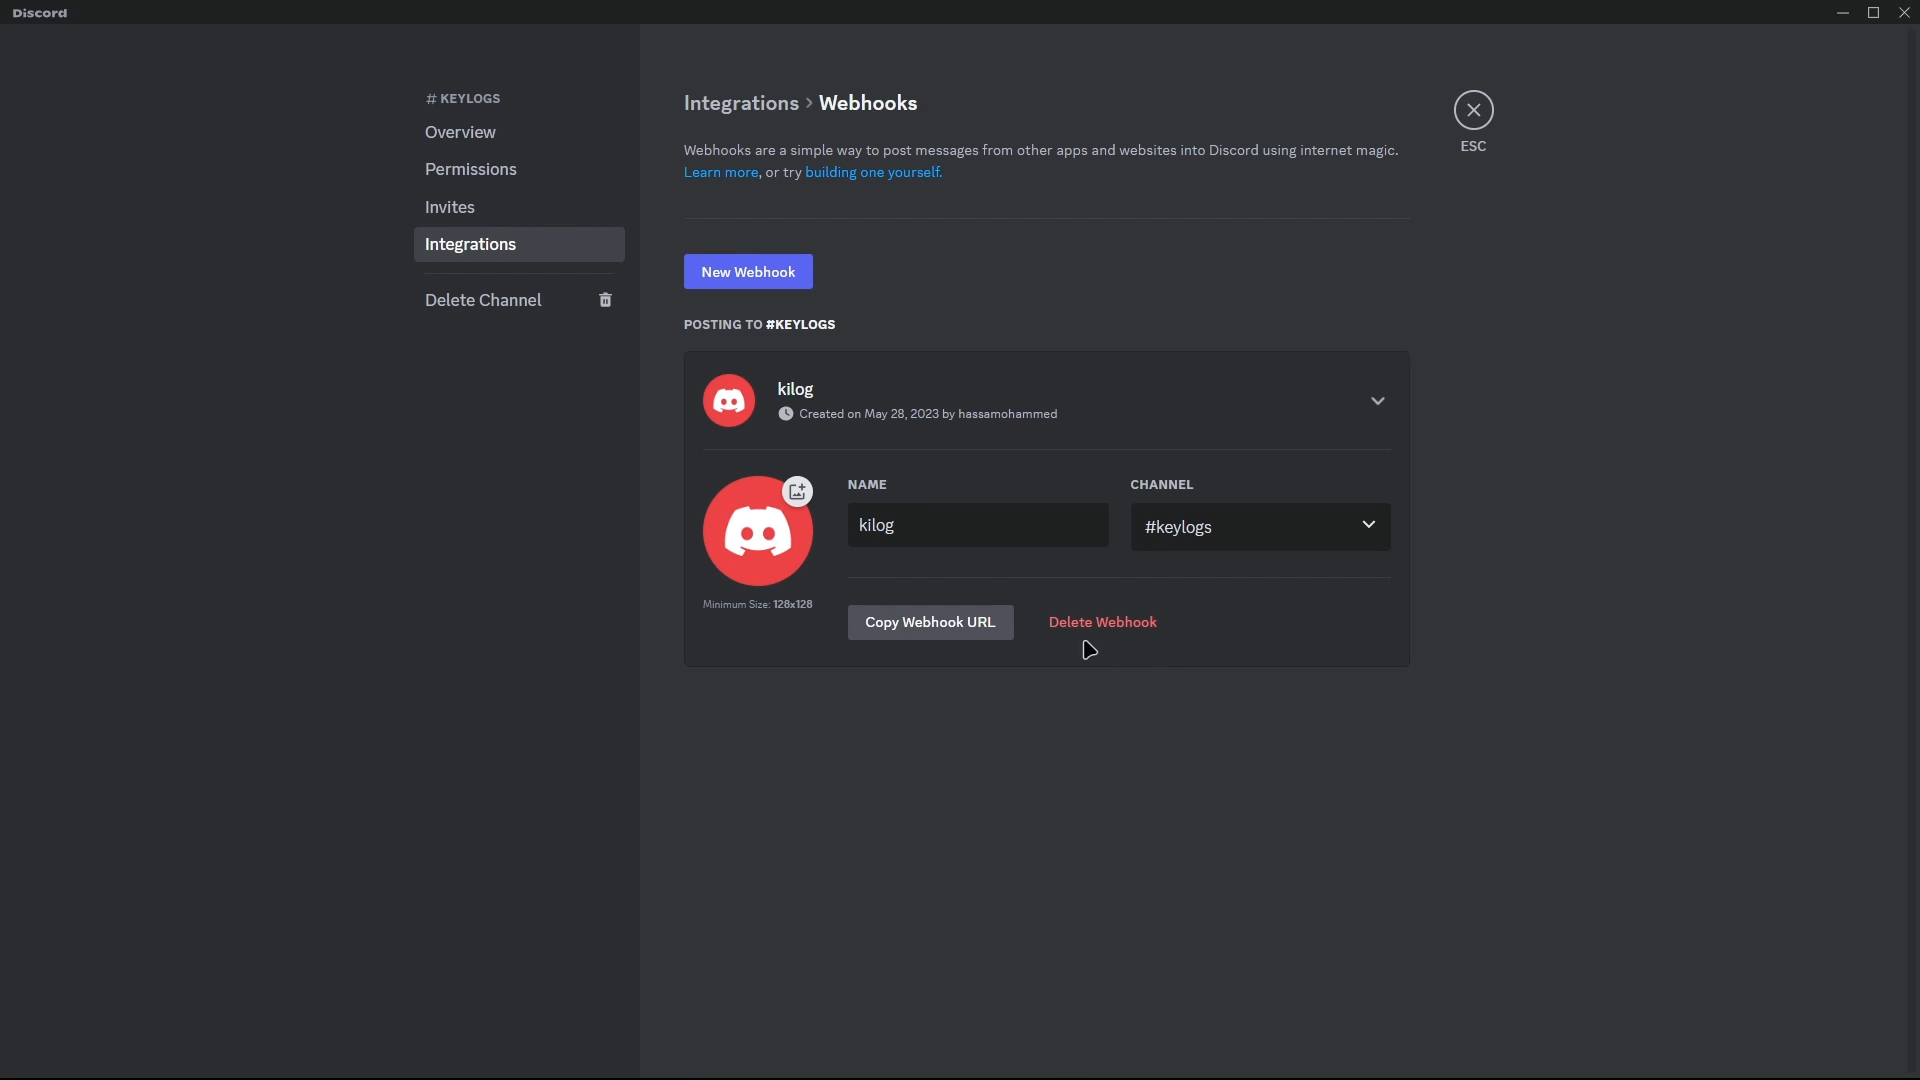 Discord
# KEYLOGS
Overview
Permissions
Invites
Integrations
Delete Channel
Integrations > Webhooks
Webhooks are a simple way to post messages from other apps and websites into Discord using internet magic.
Learn more, or try building one yourself.
ESC
New Webhook
POSTING TO #KEYLOGS
kilog
Created on May 28, 2023 by hassamohammed
NAME
CHANNEL
kilog
#keylogs
Minimum Size: 128x128
Copy Webhook URL
Delete Webhook